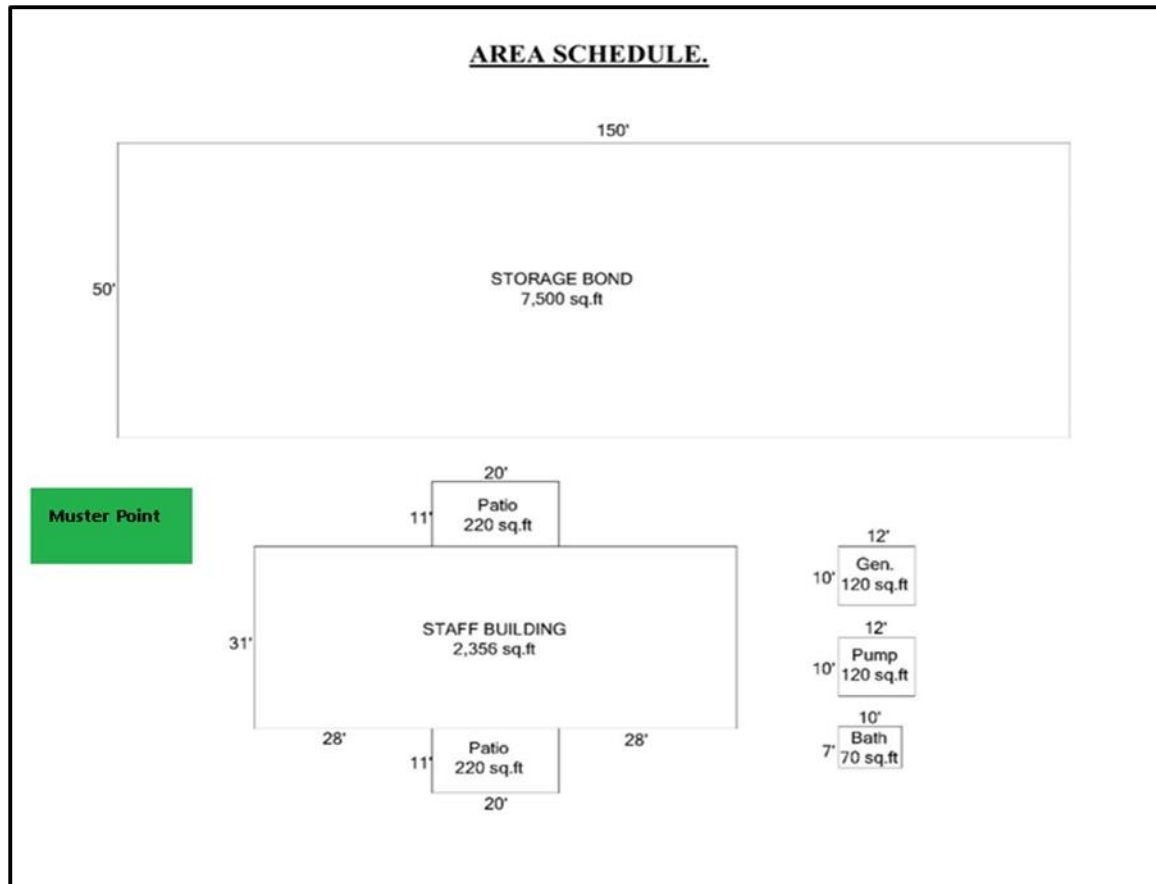 AREA SCHEDULE.
150'
50'
STORAGE BOND
7,500 sq.ft
Muster Point
20'
11'
Patio
220 sq.ft
31'
STAFF BUILDING
2,356 sq.ft
28'
28'
11'
Patio
220 sq.ft
20'
12'
10'
Gen.
120 sq.ft
12'
10'
Pump
120 sq.ft
10'
7'
Bath
70 sq.ft